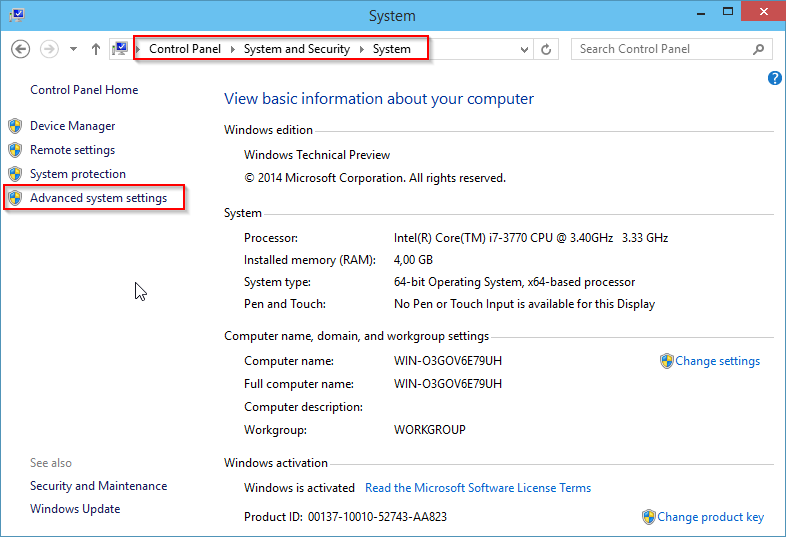 System
Control Panel System and Security System
Search Control Panel
Control Panel Home
Device Manager
Remote settings
System protection
Advanced system settings
See also
Security and Maintenance
Windows Update
View basic information about your computer
Windows edition
Windows Technical Preview
© 2014 Microsoft Corporation. All rights reserved.
System
Processor: Intel(R) Core(TM) i7-3770 CPU @ 3.40GHz 3.33 GHz
Installed memory (RAM): 4,00 GB
System type: 64-bit Operating System, x64-based processor
Pen and Touch: No Pen or Touch Input is available for this Display
Computer name, domain, and workgroup settings
Computer name: WIN-O3GOV6E79UH Change settings
Full computer name: WIN-O3GOV6E79UH
Computer description:
Workgroup: WORKGROUP
Windows activation
Windows is activated Read the Microsoft Software License Terms
Product ID: 00137-10010-52743-AA823 Change product key